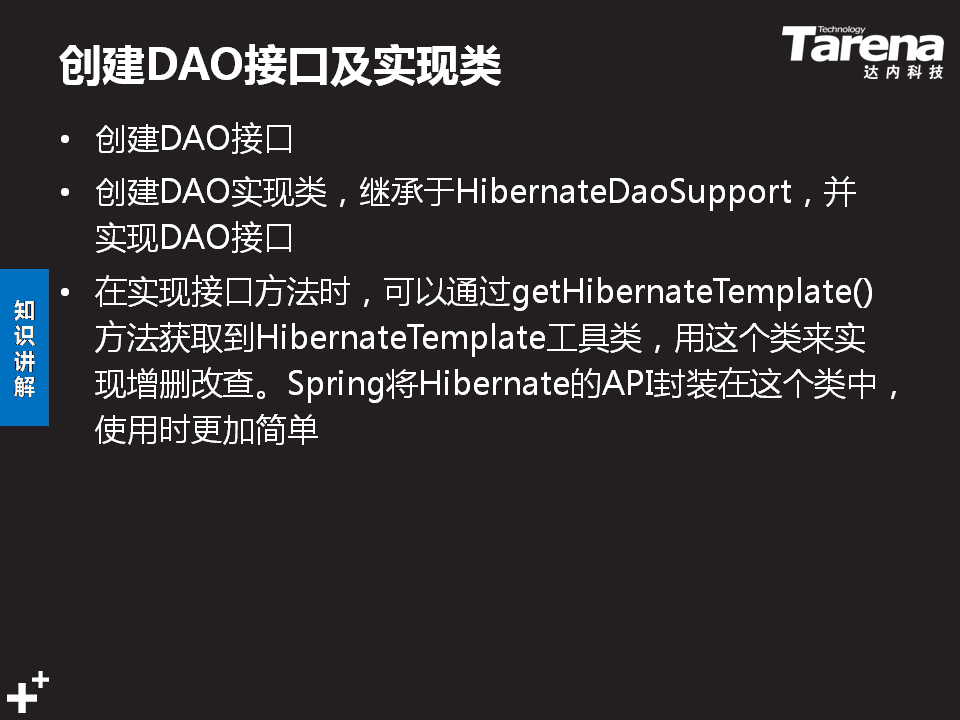 创建DAO接口及实现类
Technology
Tarena
达内科技
• 创建DAO接口
• 创建DAO实现类，继承于HibernateDaoSupport，并
实现DAO接口
• 在实现接口方法时，可以通过getHibernateTemplate()
方法获取到HibernateTemplate工具类，用这个类来实
现增删改查。Spring将Hibernate的API封装在这个类中，
使用时更加简单
知
识
讲
解